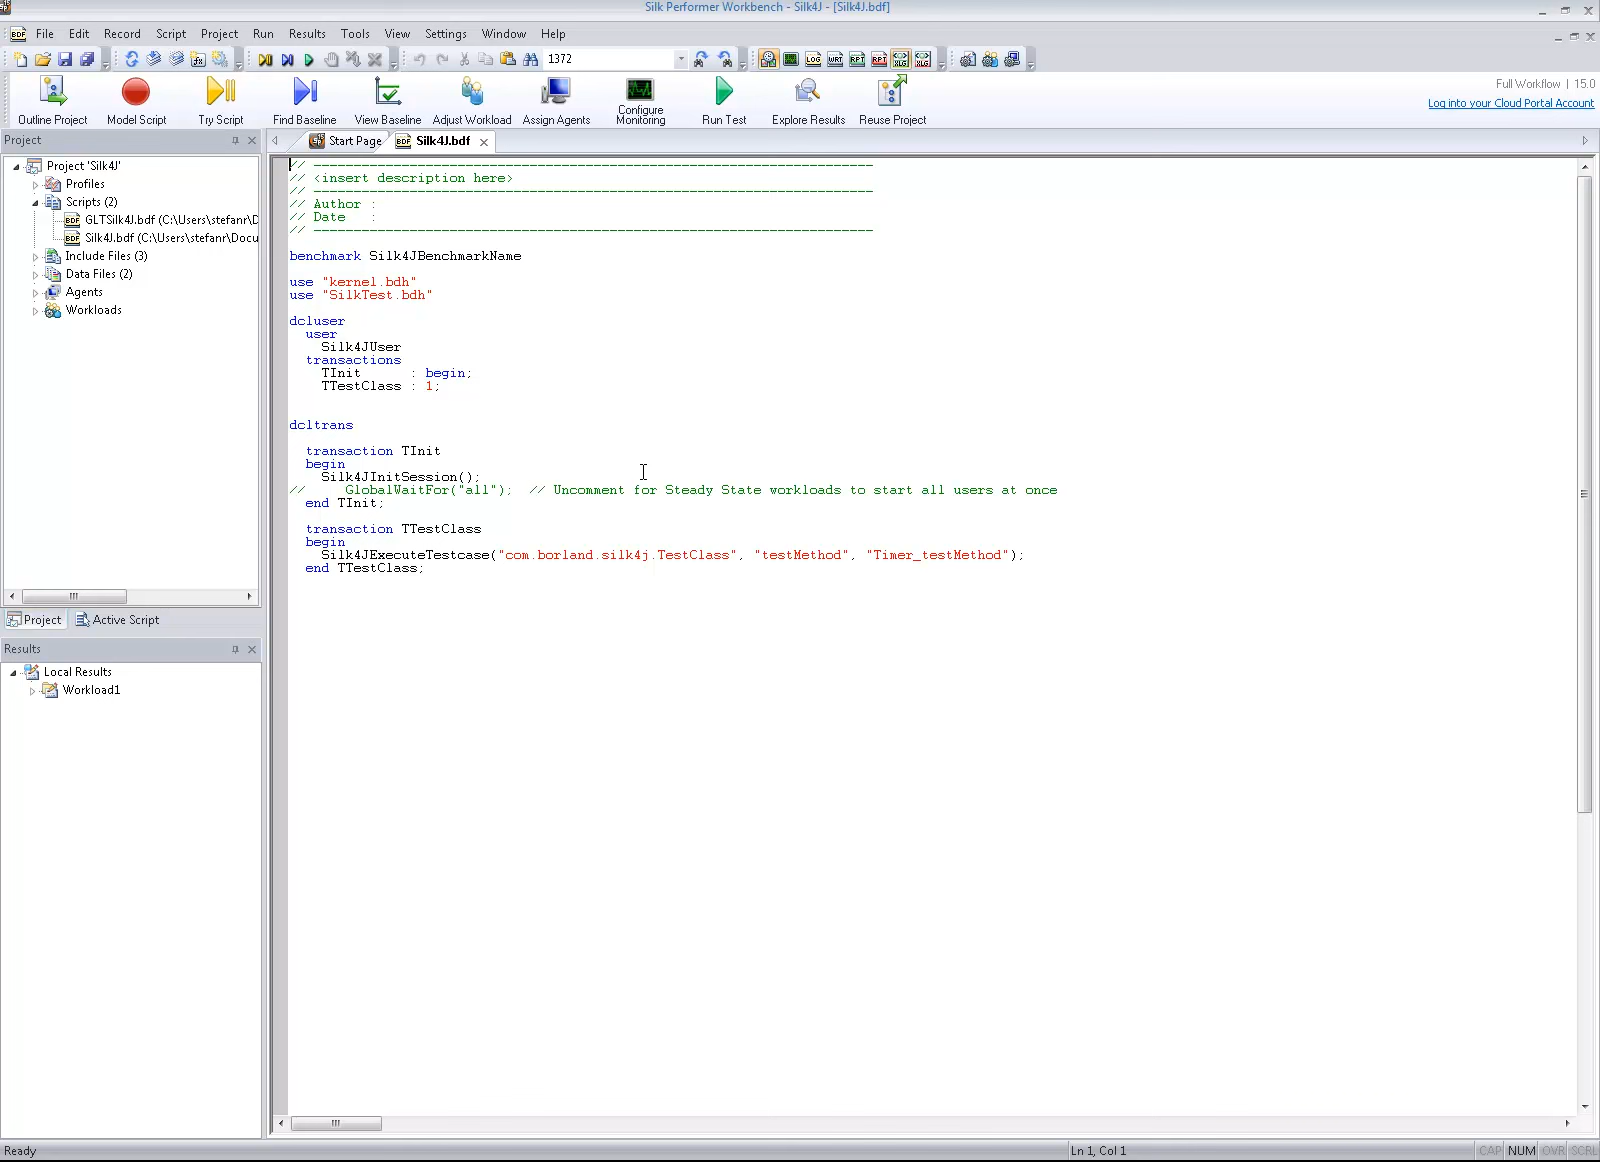 Silk Performer Workbench - Silk4J - [Silk4J.bdf]
File Edit Record Script Project Run Results Tools View Settings Window Help
1372
Outline Project Model Script Try Script Find Baseline View Baseline Adjust Workload Assign Agents Configure Monitoring Run Test Explore Results Reuse Project
Full Workflow | 15.0
Log into your Cloud Portal Account
Project
Project 'Silk4J'
Profiles
Scripts (2)
GLTSilk4J.bdf (C:\Users\stefanr\D
Silk4J.bdf (C:\Users\stefanr\Docu
Include Files (3)
Data Files (2)
Agents
Workloads
Project Active Script
Results
Local Results
Workload1
Start Page Silk4J.bdf
// ----------------------------------------------------------------------
// <insert description here>
// ----------------------------------------------------------------------
// Author :
// Date   :
// ----------------------------------------------------------------------
benchmark Silk4JBenchmarkName
use "kernel.bdh"
use "SilkTest.bdh"
dcluser
user
Silk4JUser
transactions
TInit      : begin;
TTestClass : 1;
dcltrans
transaction TInit
begin
Silk4JInitSession();
//     GlobalWaitFor("all");  // Uncomment for Steady State workloads to start all users at once
end TInit;
transaction TTestClass
begin
Silk4JExecuteTestcase("com.borland.silk4j.TestClass", "testMethod", "Timer_testMethod");
end TTestClass;
Ready
Ln 1, Col 1
CAP NUM OVR SCRL